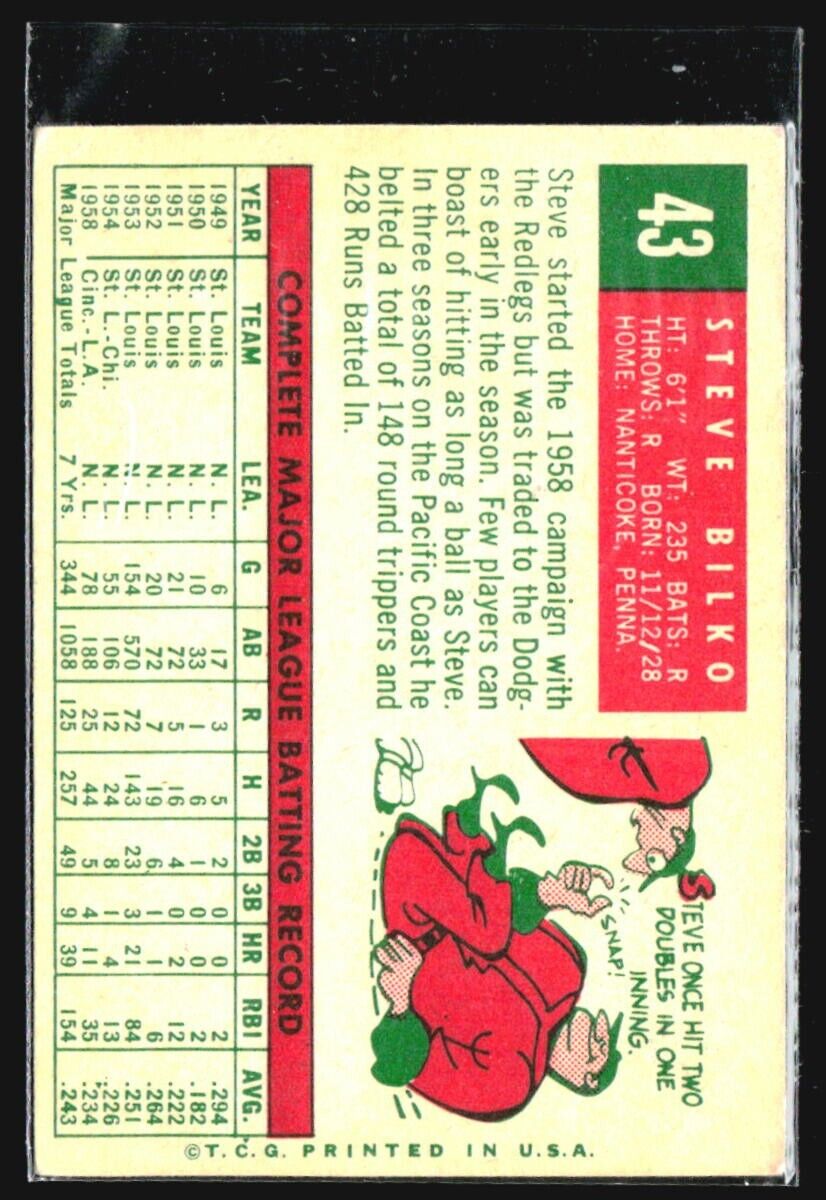 43
STEVE BILKO
HT: 6'1" WT: 235 BATS: R
THROWS: R BORN: 11/12/28
HOME: NANTICOKE, PENNA.
Steve started the 1958 campaign with
the Redlegs but was traded to the Dodg-
ers early in the season. Few players can
boast of hitting as long a ball as Steve.
In three seasons on the Pacific Coast he
belted a total of 148 round trippers and
428 Runs Batted In.
STEVE ONCE HIT TWO
DOUBLES IN ONE
INNING.
SNAP!
COMPLETE MAJOR LEAGUE BATTING RECORD
YEAR TEAM LEA. G AB R H 2B 3B HR RBI AVG.
1949 St. Louis N. L. 6 17 3 5 2 0 0 2 .294
1950 St. Louis N. L. 10 33 1 6 1 0 0 2 .182
1951 St. Louis N. L. 21 72 5 16 4 0 2 12 .222
1952 St. Louis N. L. 20 72 7 19 6 1 1 6 .264
1953 St. Louis N. L. 154 570 72 143 23 3 21 84 .251
1954 St. L.-Chi. N. L. 55 106 12 24 8 1 4 13 .226
1958 Cinc.-L.A. N. L. 78 188 25 44 5 4 11 35 .234
Major League Totals 7 Yrs. 344 1058 125 257 49 9 39 154 .243
©T.C.G. PRINTED IN U.S.A.